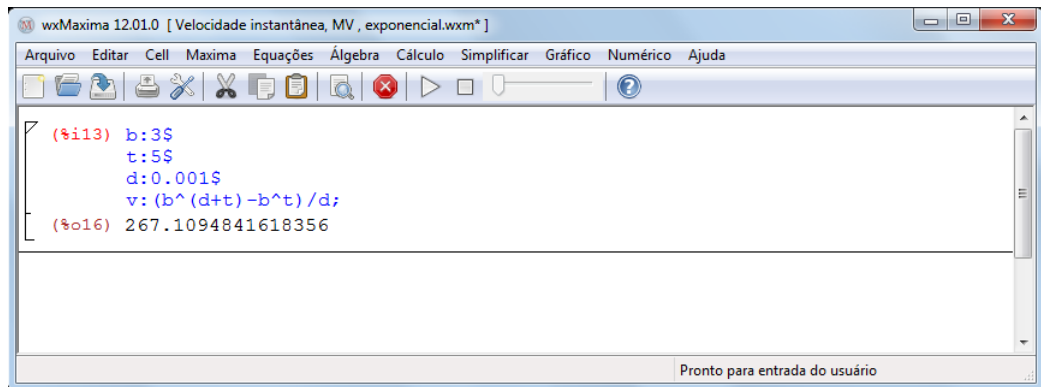 wxMaxima 12.01.0 [ Velocidade instantânea, MV , exponencial.wxm* ]
Arquivo Editar Cell Maxima Equações Álgebra Cálculo Simplificar Gráfico Numérico Ajuda
(%i13) b:3$
t:5$
d:0.001$
v:(b^(d+t)-b^t)/d;
(%o16) 267.1094841618356
Pronto para entrada do usuário